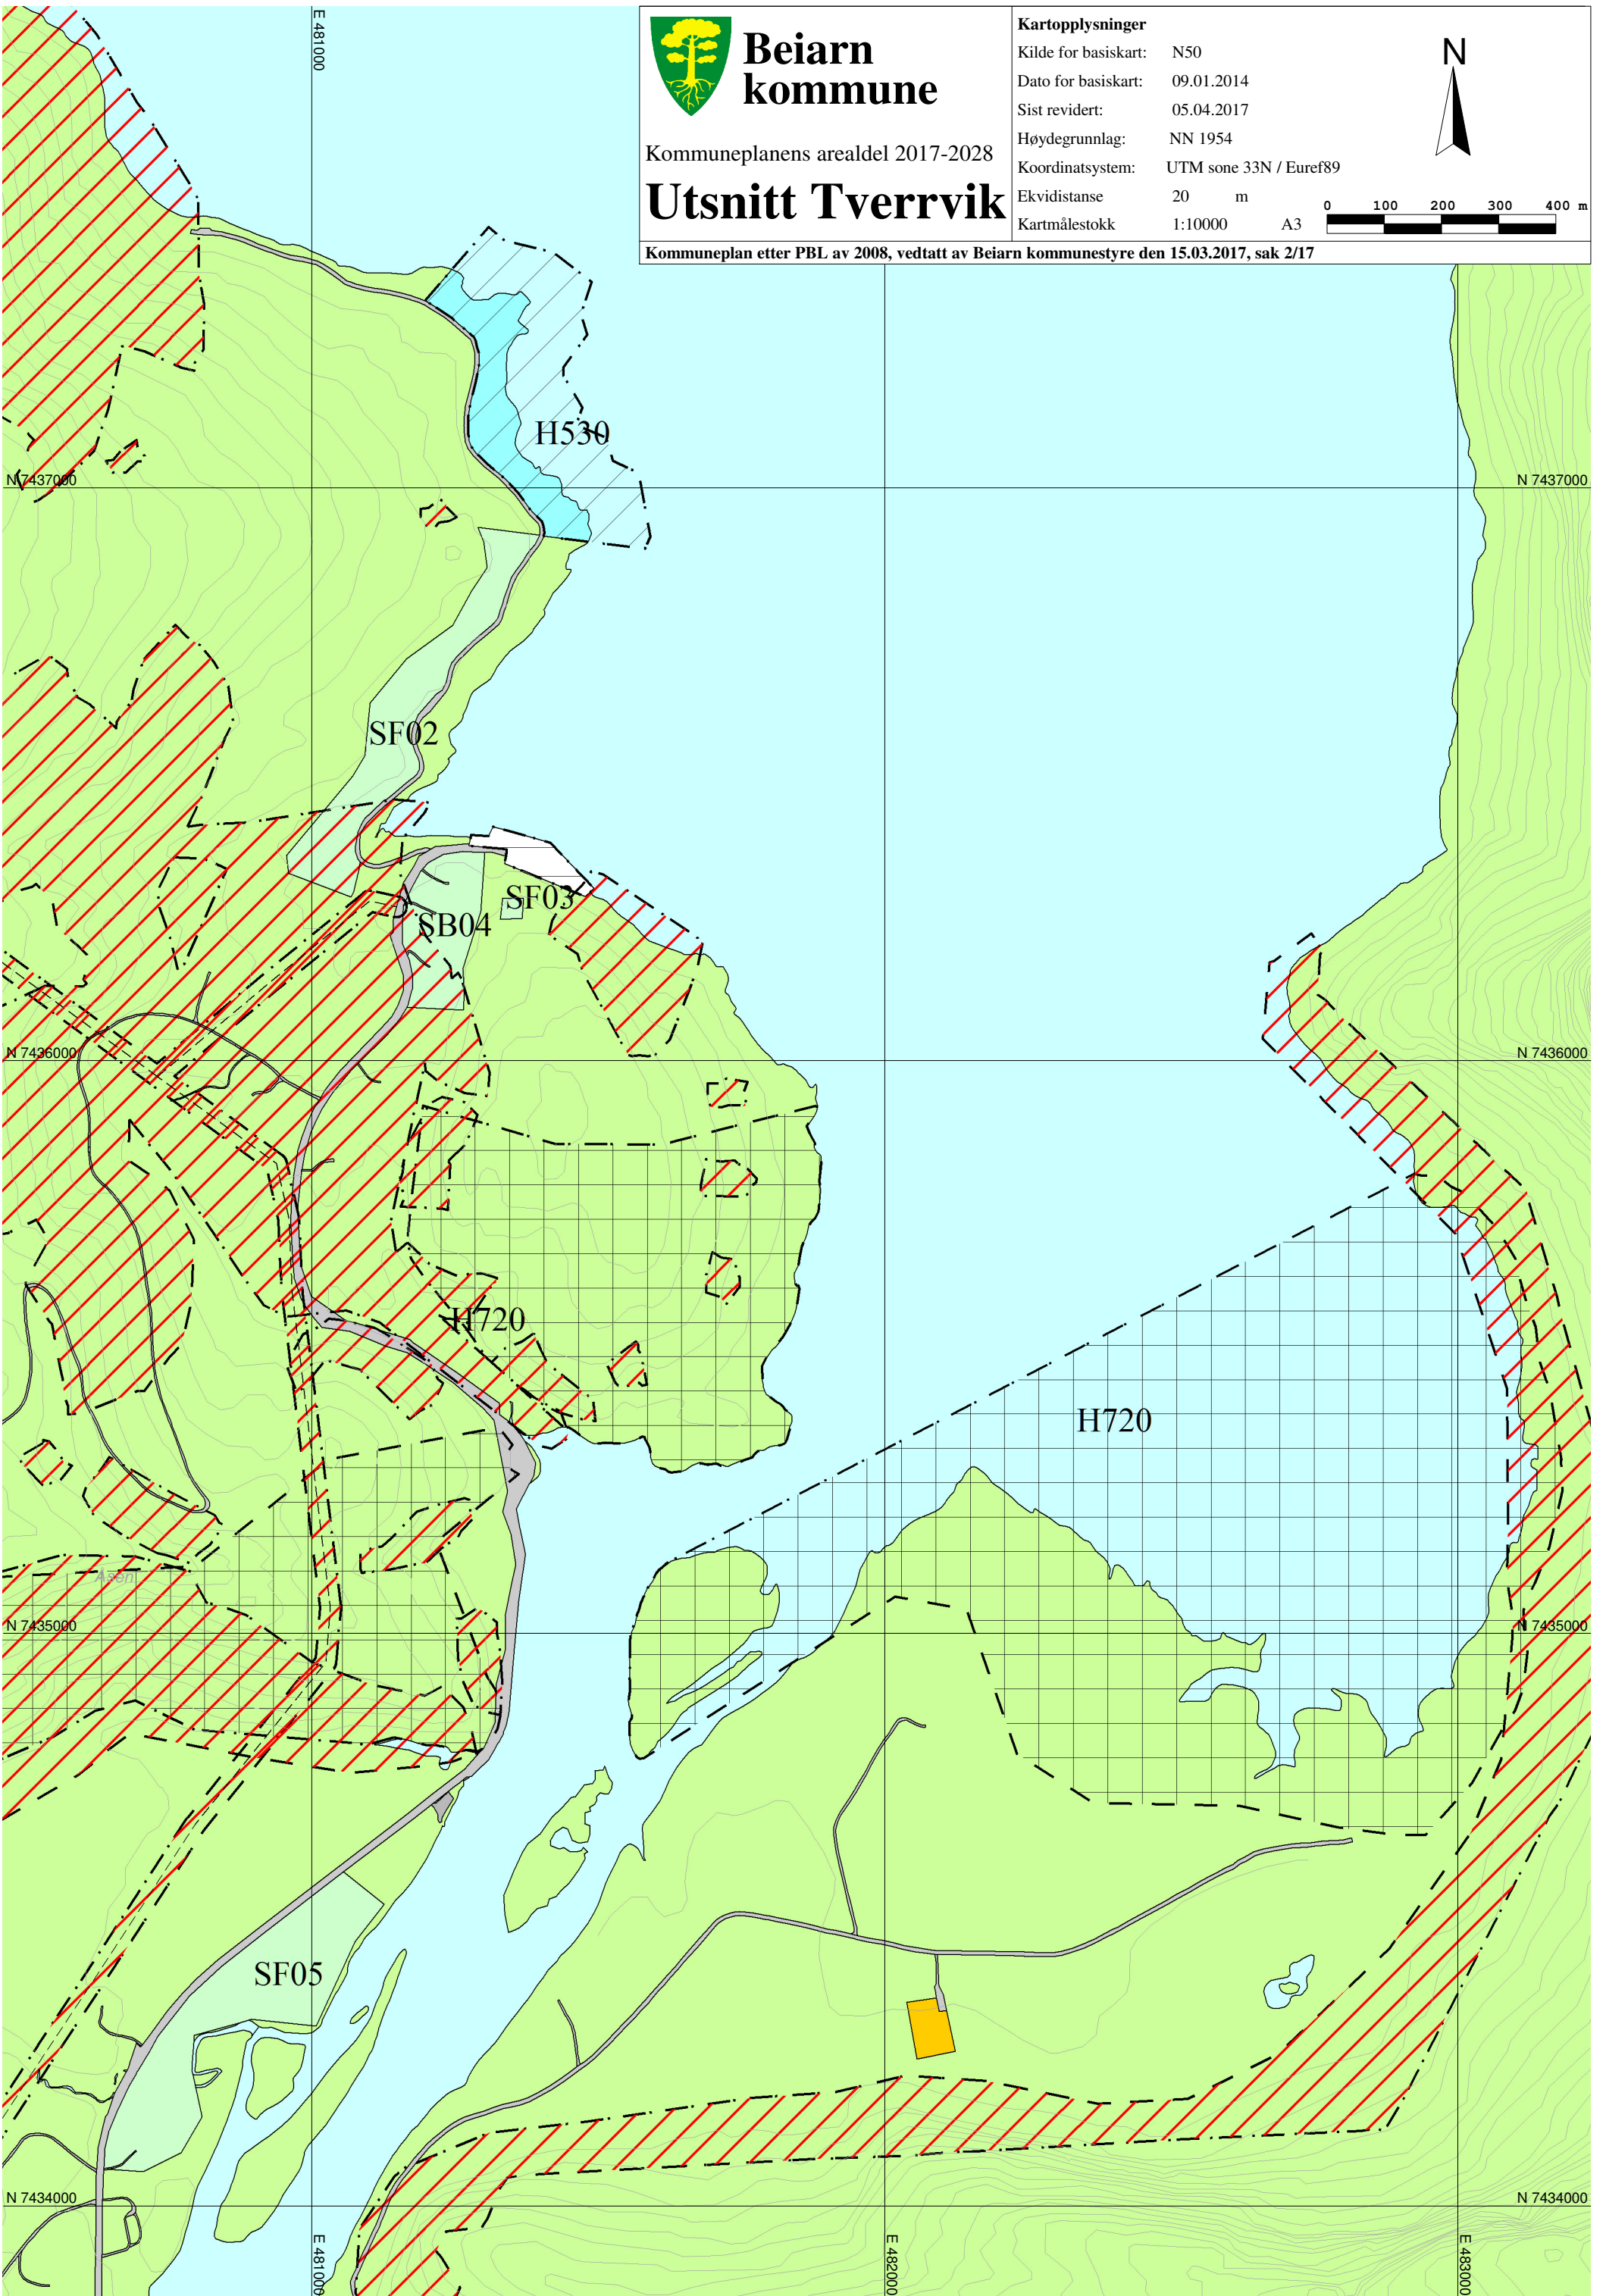 Beiarn
kommune
Kommuneplanens arealdel 2017-2028
Utsnitt Tverrvik
Kartopplysninger
Kilde for basiskart: N50
Dato for basiskart: 09.01.2014
Sist revidert: 05.04.2017
Høydegrunnlag: NN 1954
Koordinatsystem: UTM sone 33N / Euref89
Ekvidistanse 20 m
Kartmålestokk 1:10000 A3
N
0 100 200 300 400 m
Kommuneplan etter PBL av 2008, vedtatt av Beiarn kommunestyre den 15.03.2017, sak 2/17
E 481000
H530
N 7437000
N 7437000
SF02
SF03
SB04
N 7436000
N 7436000
H720
H720
Åsen
N 7435000
N 7435000
SF05
N 7434000
N 7434000
E 481000
E 482000
E 483000